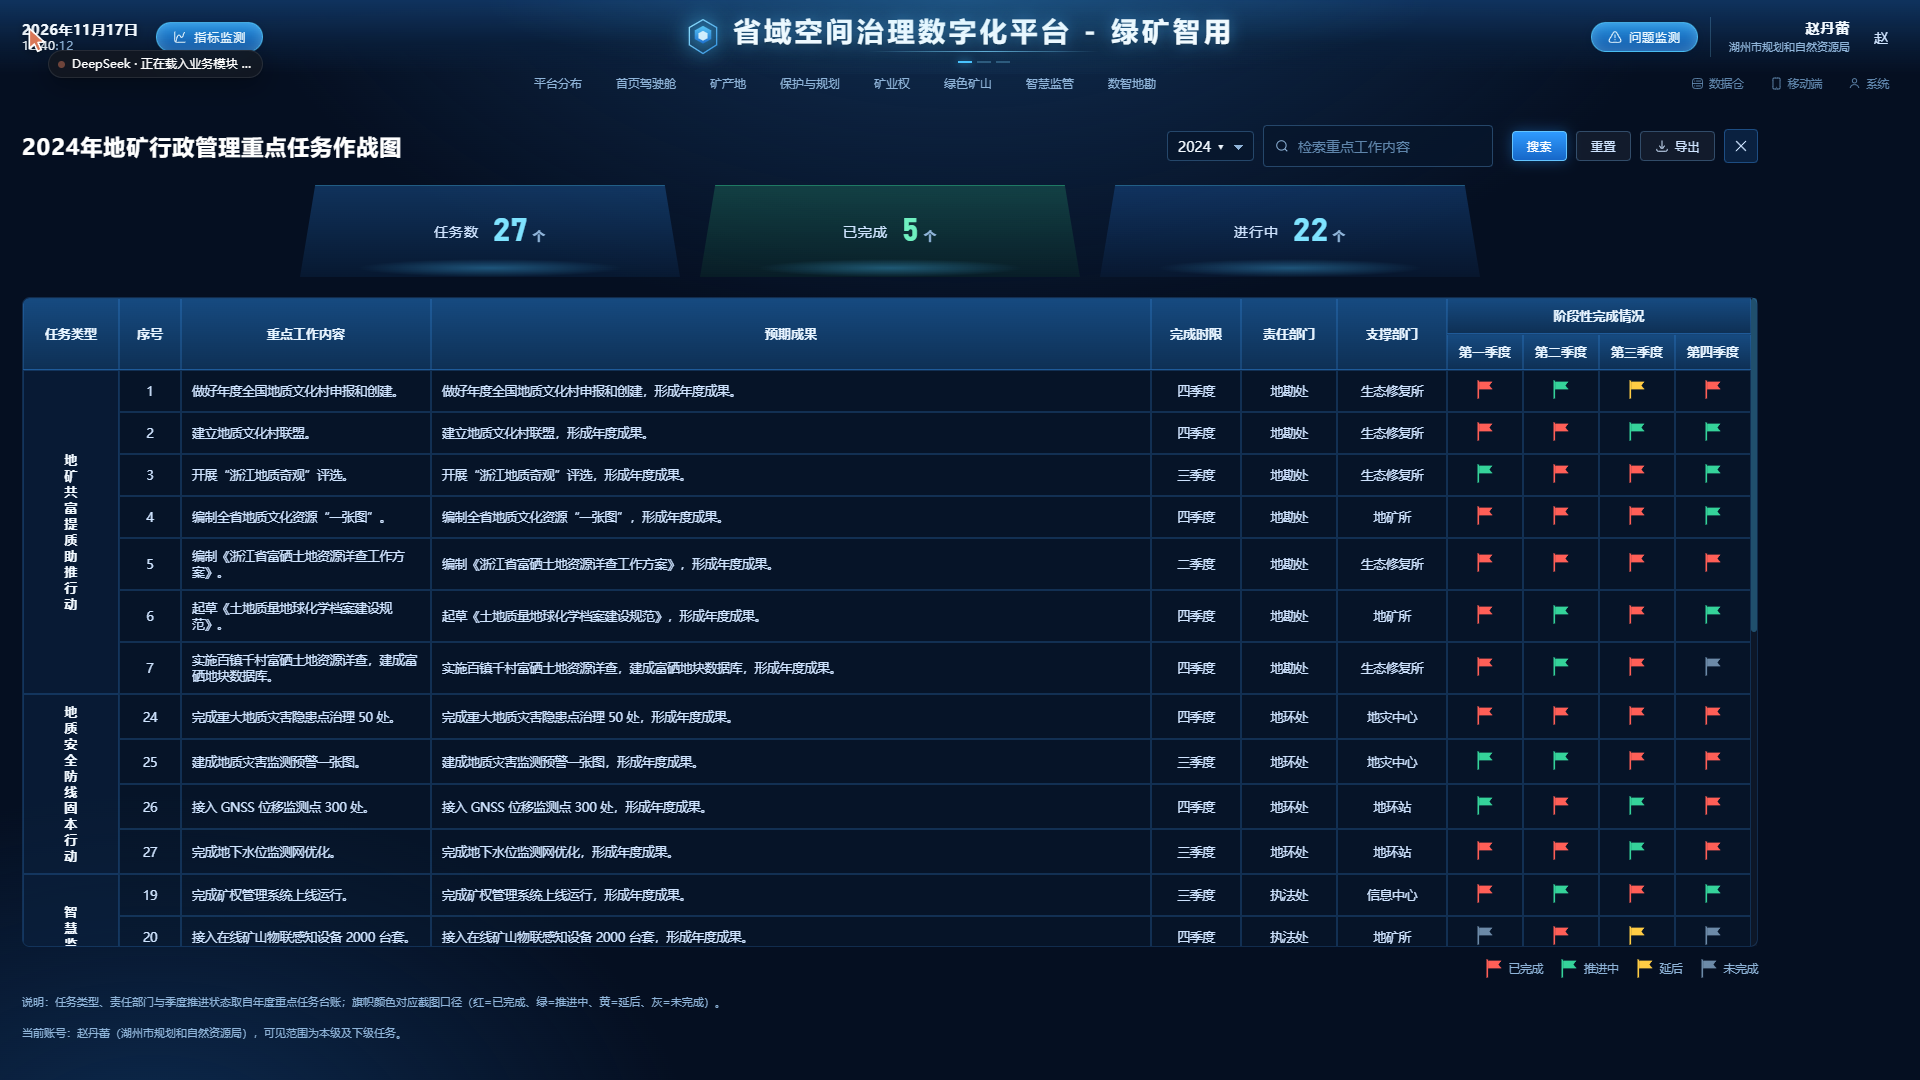 2026年11月17日
指标监测
:40:12
DeepSeek · 正在载入业务模块 ...
省域空间治理数字化平台 - 绿矿智用
问题监测
赵丹蕾
湖州市规划和自然资源局
赵
平台分布
首页驾驶舱
矿产地
保护与规划
矿业权
绿色矿山
智慧监管
数智地勘
数据仓
移动端
系统
2024年地矿行政管理重点任务作战图
2024
检索重点工作内容
搜索
重置
导出
任务数 27 个
已完成 5 个
进行中 22 个
任务类型 序号 重点工作内容 预期成果 完成时限 责任部门 支撑部门 阶段性完成情况
第一季度 第二季度 第三季度 第四季度
地矿共富提质助推行动
1 做好年度全国地质文化村申报和创建。 做好年度全国地质文化村申报和创建，形成年度成果。 四季度 地勘处 生态修复所
2 建立地质文化村联盟。 建立地质文化村联盟，形成年度成果。 四季度 地勘处 生态修复所
3 开展“浙江地质奇观”评选。 开展“浙江地质奇观”评选，形成年度成果。 三季度 地勘处 生态修复所
4 编制全省地质文化资源“一张图”。 编制全省地质文化资源“一张图”，形成年度成果。 四季度 地勘处 地矿所
5 编制《浙江省富硒土地资源详查工作方案》。 编制《浙江省富硒土地资源详查工作方案》，形成年度成果。 二季度 地勘处 生态修复所
6 起草《土地质量地球化学档案建设规范》。 起草《土地质量地球化学档案建设规范》，形成年度成果。 四季度 地勘处 地矿所
7 实施百镇千村富硒土地资源详查，建成富硒地块数据库。 实施百镇千村富硒土地资源详查，建成富硒地块数据库，形成年度成果。 四季度 地勘处 生态修复所
地质安全防线固本行动
24 完成重大地质灾害隐患点治理 50 处。 完成重大地质灾害隐患点治理 50 处，形成年度成果。 四季度 地环处 地灾中心
25 建成地质灾害监测预警一张图。 建成地质灾害监测预警一张图，形成年度成果。 三季度 地环处 地灾中心
26 接入 GNSS 位移监测点 300 处。 接入 GNSS 位移监测点 300 处，形成年度成果。 四季度 地环处 地环站
27 完成地下水位监测网优化。 完成地下水位监测网优化，形成年度成果。 三季度 地环处 地环站
智慧监
19 完成矿权管理系统上线运行。 完成矿权管理系统上线运行，形成年度成果。 三季度 执法处 信息中心
20 接入在线矿山物联感知设备 2000 台套。 接入在线矿山物联感知设备 2000 台套，形成年度成果。 四季度 执法处 地矿所
已完成 推进中 延后 未完成
说明：任务类型、责任部门与季度推进状态取自年度重点任务台账；旗帜颜色对应截图口径（红=已完成、绿=推进中、黄=延后、灰=未完成）。
当前账号：赵丹蕾（湖州市规划和自然资源局），可见范围为本级及下级任务。